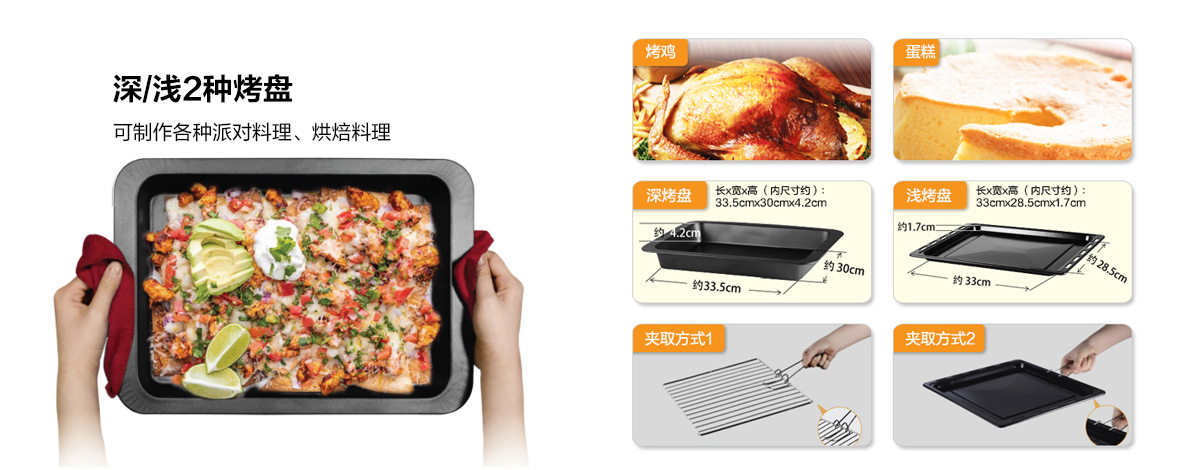 深/浅2种烤盘
可制作各种派对料理、烘焙料理
烤鸡
蛋糕
深烤盘
长x宽x高（内尺寸约）：
33.5cmx30cmx4.2cm
约 4.2cm
约 30cm
约33.5cm
浅烤盘
长x宽x高（内尺寸约）：
33cmx28.5cmx1.7cm
约1.7cm
约 28.5cm
约 33cm
夹取方式1
夹取方式2